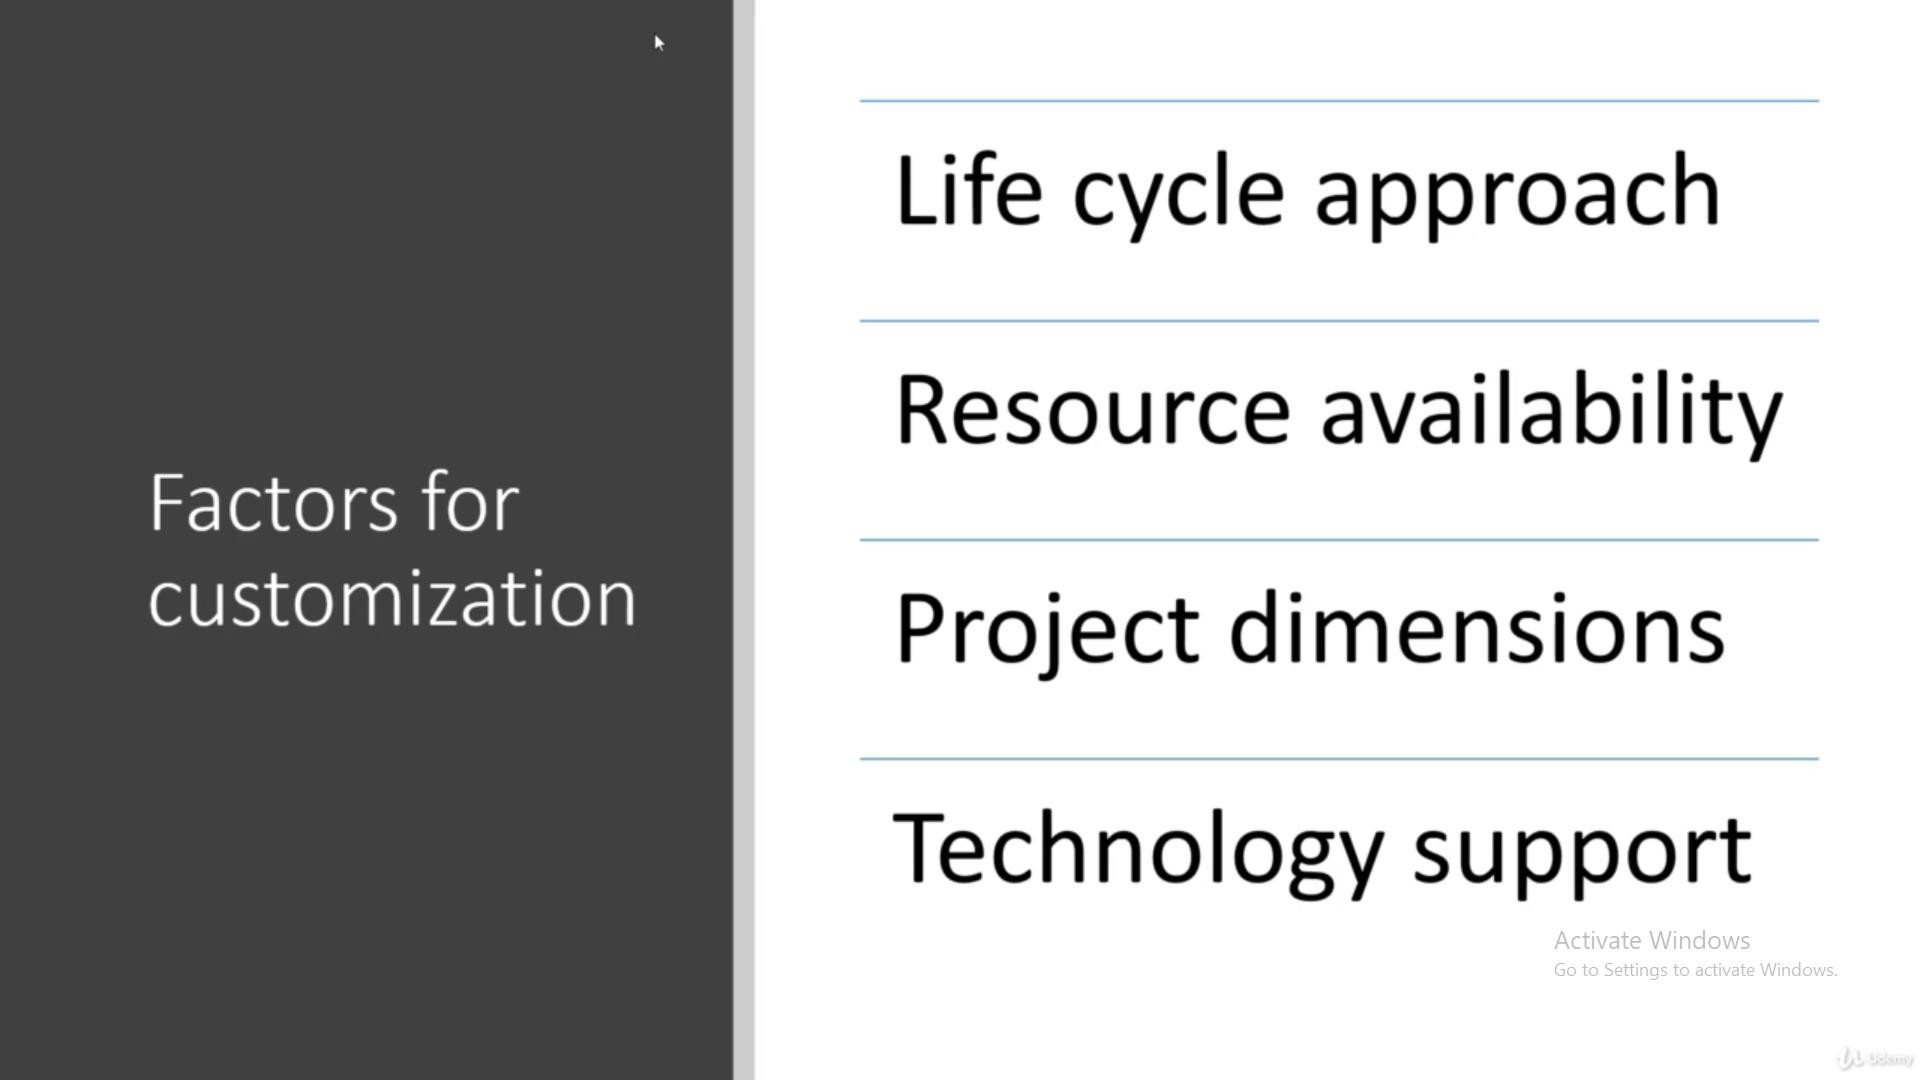 Factors for
customization
Life cycle approach
Resource availability
Project dimensions
Technology support
Activate Windows
Go to Settings to activate Windows.
Udemy